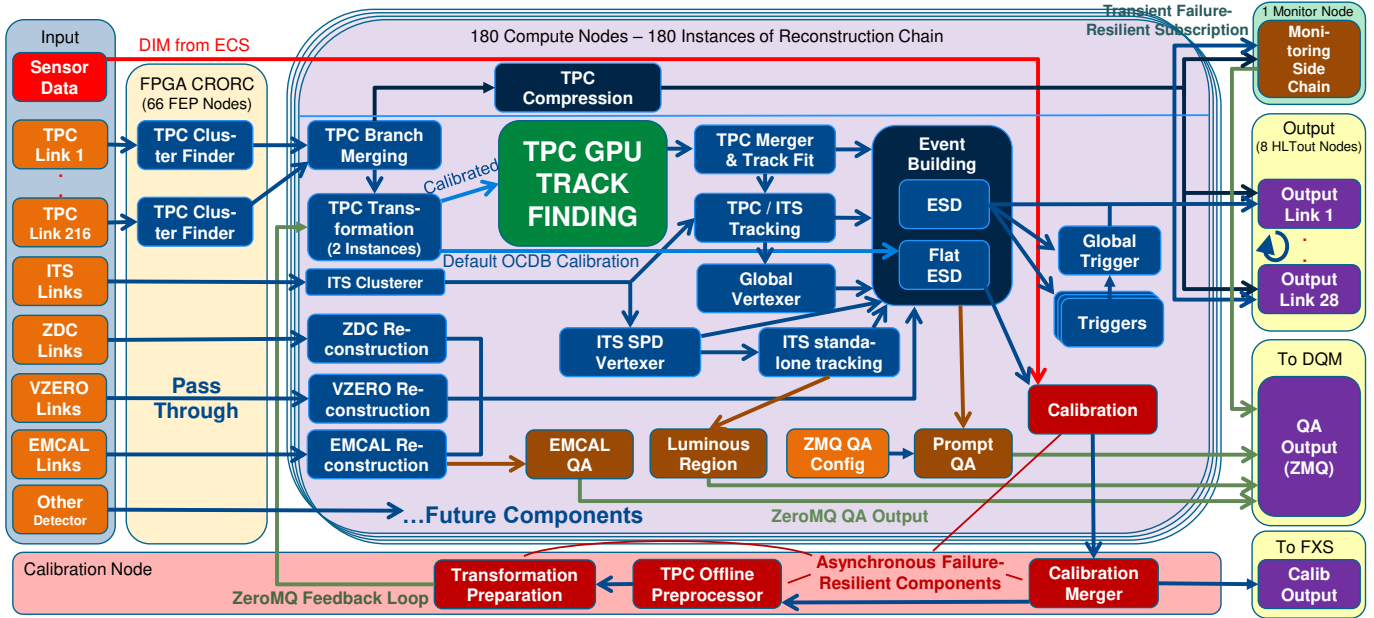 Input
Sensor
Data
DIM from ECS
FPGA CRORC
(66 FEP Nodes)
180 Compute Nodes – 180 Instances of Reconstruction Chain
Transient Failure-
Resilient Subscription
1 Monitor Node
Moni-
toring
Side
Chain
TPC
Compression
TPC
Link 1
TPC Clus-
ter Finder
TPC Branch
Merging
TPC GPU
TRACK
FINDING
TPC Merger
& Track Fit
Event
Building
Output
(8 HLTout Nodes)
Calibrated
TPC
Link 216
TPC Clus-
ter Finder
TPC Trans-
formation
(2 Instances)
TPC / ITS
Tracking
ESD
Output
Link 1
Default OCDB Calibration
Flat
ESD
Global
Trigger
ITS
Links
ITS Clusterer
Global
Vertexer
Output
Link 28
Triggers
ZDC
Links
ZDC Re-
construction
ITS SPD
Vertexer
ITS standa-
lone tracking
To DQM
VZERO
Links
Pass
Through
VZERO Re-
construction
Calibration
QA
Output
(ZMQ)
EMCAL
Links
EMCAL Re-
construction
EMCAL
QA
Luminous
Region
ZMQ QA
Config
Prompt
QA
Other
Detector
...Future Components
ZeroMQ QA Output
To FXS
Calibration Node
Transformation
Preparation
TPC Offline
Preprocessor
Asynchronous Failure-
Resilient Components
Calibration
Merger
Calib
Output
ZeroMQ Feedback Loop